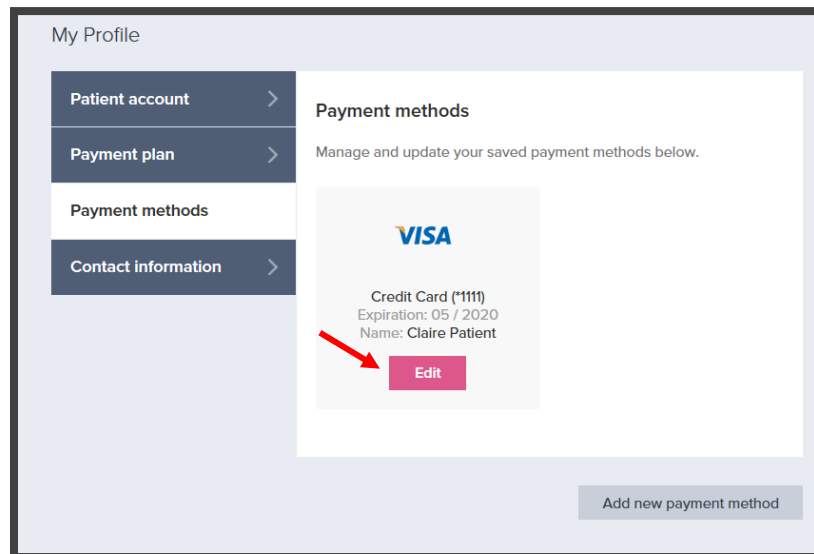 My Profile
Patient account
Payment plan
Payment methods
Contact information
Payment methods
Manage and update your saved payment methods below.
VISA
Credit Card (*1111)
Expiration: 05 / 2020
Name: Claire Patient
Edit
Add new payment method